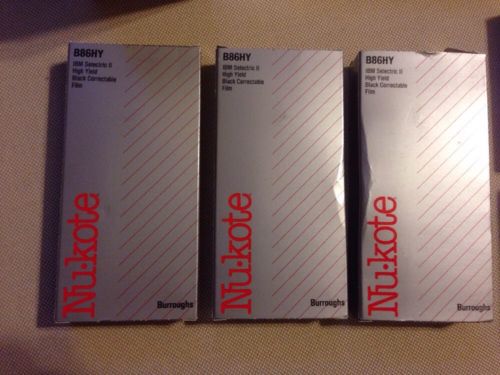 B86HY
IBM Selectric II
High Yield
Black Correctable
Film
Nu·kote
Burroughs
B86HY
IBM Selectric II
High Yield
Black Correctable
Film
Nu·kote
Burroughs
B86HY
IBM Selectric II
High Yield
Black Correctable
Film
Nu·kote
Burroughs